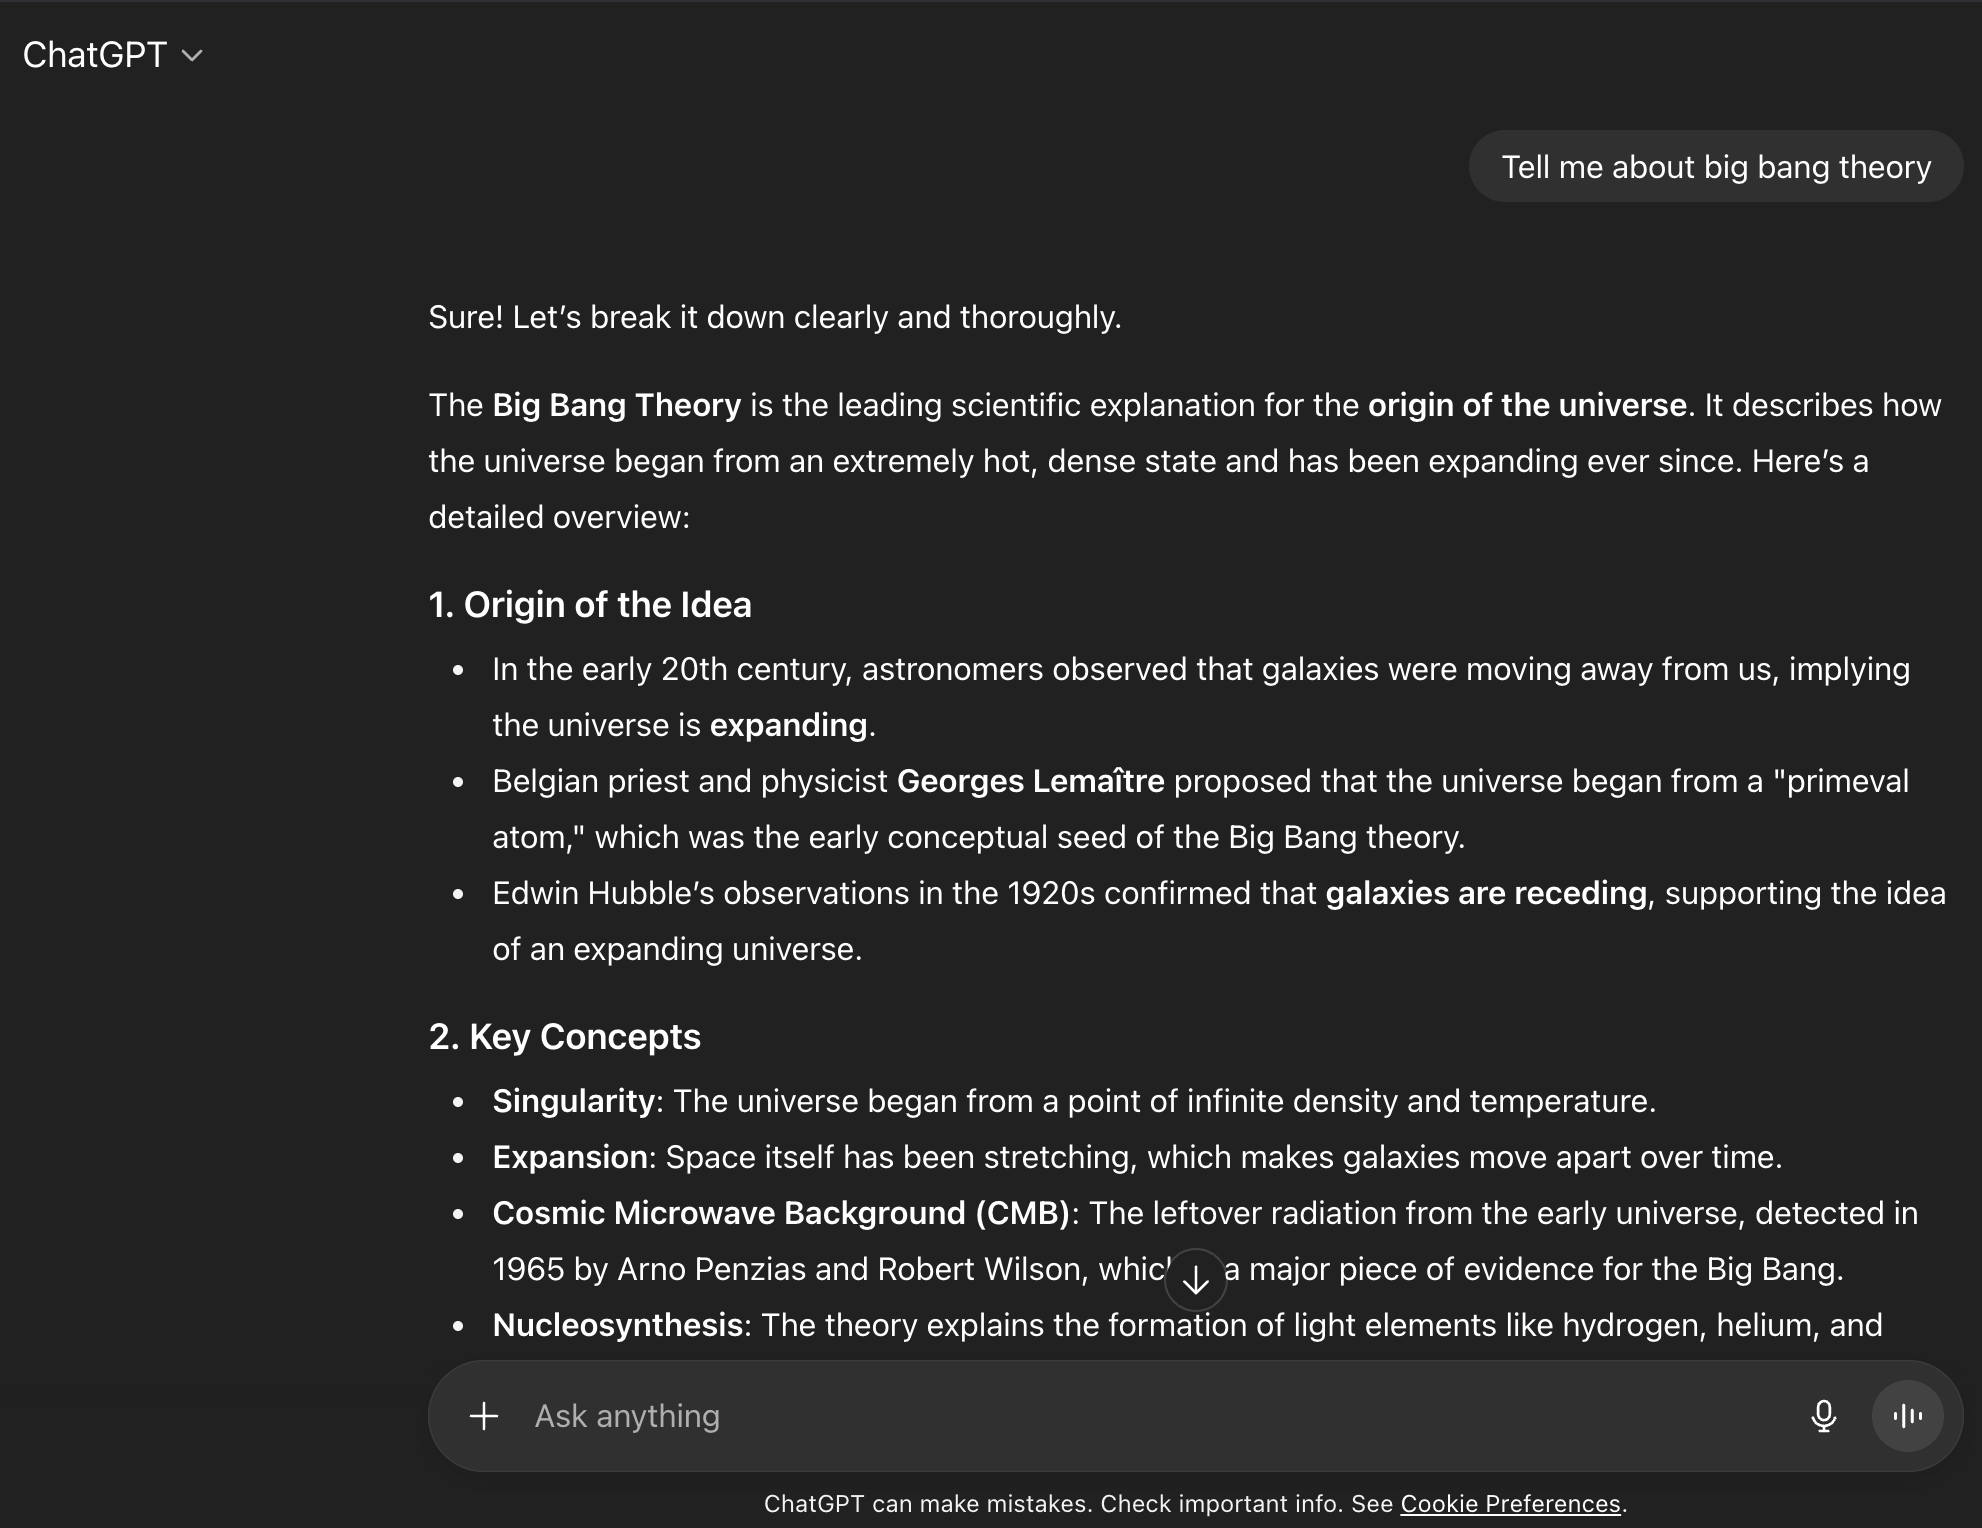 ChatGPT
Tell me about big bang theory
Sure! Let’s break it down clearly and thoroughly.
The Big Bang Theory is the leading scientific explanation for the origin of the universe. It describes how
the universe began from an extremely hot, dense state and has been expanding ever since. Here’s a
detailed overview:
1. Origin of the Idea
• In the early 20th century, astronomers observed that galaxies were moving away from us, implying
the universe is expanding.
• Belgian priest and physicist Georges Lemaître proposed that the universe began from a "primeval
atom," which was the early conceptual seed of the Big Bang theory.
• Edwin Hubble’s observations in the 1920s confirmed that galaxies are receding, supporting the idea
of an expanding universe.
2. Key Concepts
• Singularity: The universe began from a point of infinite density and temperature.
• Expansion: Space itself has been stretching, which makes galaxies move apart over time.
• Cosmic Microwave Background (CMB): The leftover radiation from the early universe, detected in
1965 by Arno Penzias and Robert Wilson, which a major piece of evidence for the Big Bang.
• Nucleosynthesis: The theory explains the formation of light elements like hydrogen, helium, and
Ask anything
ChatGPT can make mistakes. Check important info. See Cookie Preferences.